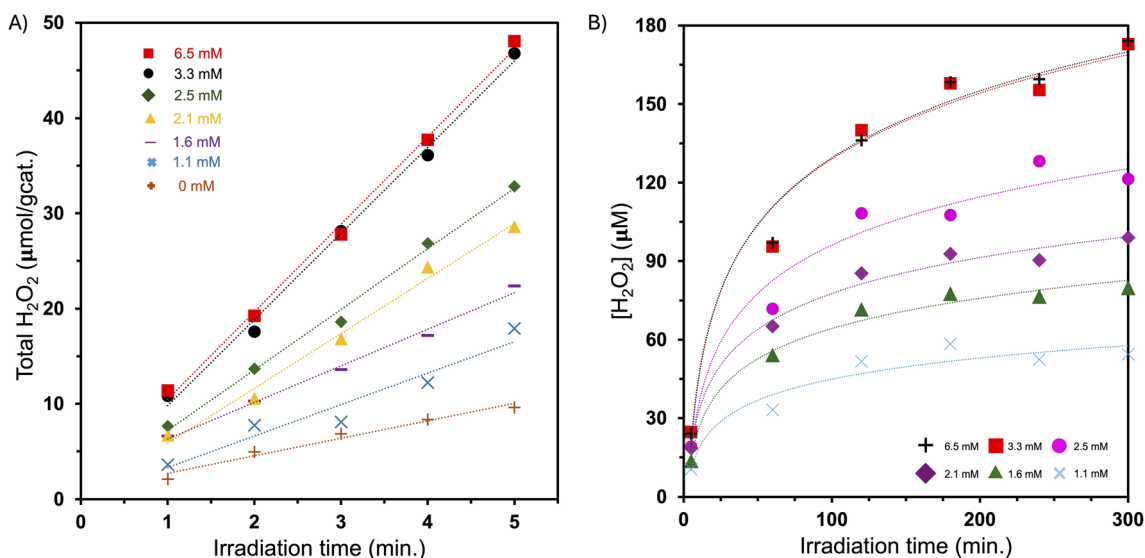 A)
50
40
30
20
10
0
Total H₂O₂ (μmol/gcat.)
6.5 mM
3.3 mM
2.5 mM
2.1 mM
1.6 mM
1.1 mM
0 mM
0 1 2 3 4 5
Irradiation time (min.)
B)
180
150
120
90
60
30
0
[H₂O₂] (μM)
6.5 mM 3.3 mM 2.5 mM
2.1 mM 1.6 mM 1.1 mM
0 100 200 300
Irradiation time (min.)